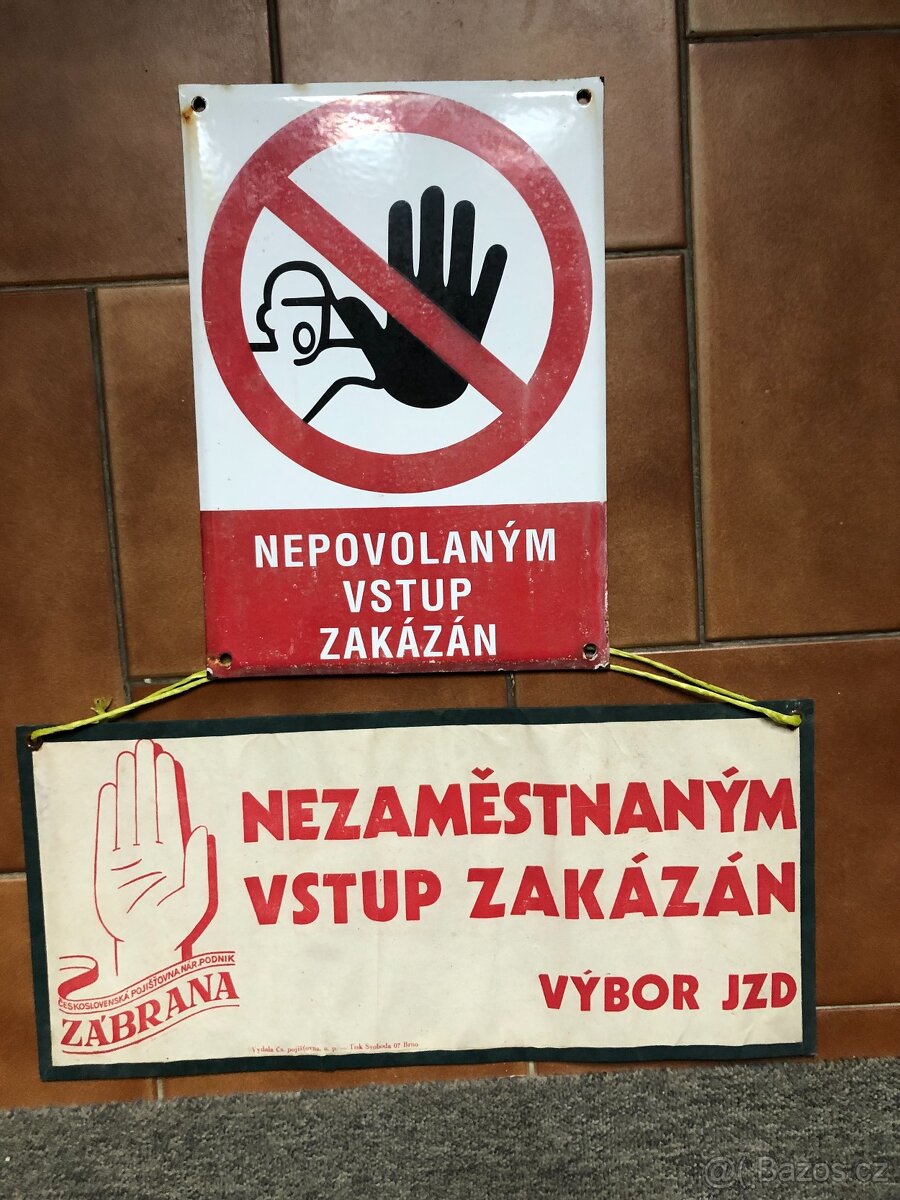 NEPOVOLANÝM
VSTUP
ZAKÁZÁN
NEZAMĚSTNANÝM
VSTUP ZAKÁZÁN
VÝBOR JZD
ČESKOSLOVENSKÁ POJIŠŤOVNA NÁR. PODNIK
ZÁBRANA
Vydala Čs. pojišťovna, n. p. — Tisk Svoboda 07 Brno
@ Bazoš.cz